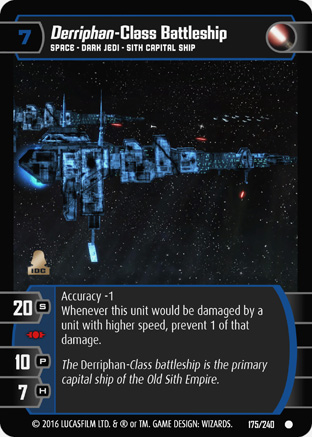 7
Derriphan-Class Battleship
SPACE • DARK JEDI • SITH CAPITAL SHIP
IDC
20 S
Accuracy -1
Whenever this unit would be damaged by a
unit with higher speed, prevent 1 of that
damage.
10 P
The Derriphan-Class battleship is the primary
capital ship of the Old Sith Empire.
7 H
© 2016 LUCASFILM LTD. & ® or TM. GAME DESIGN: WIZARDS. 175/240